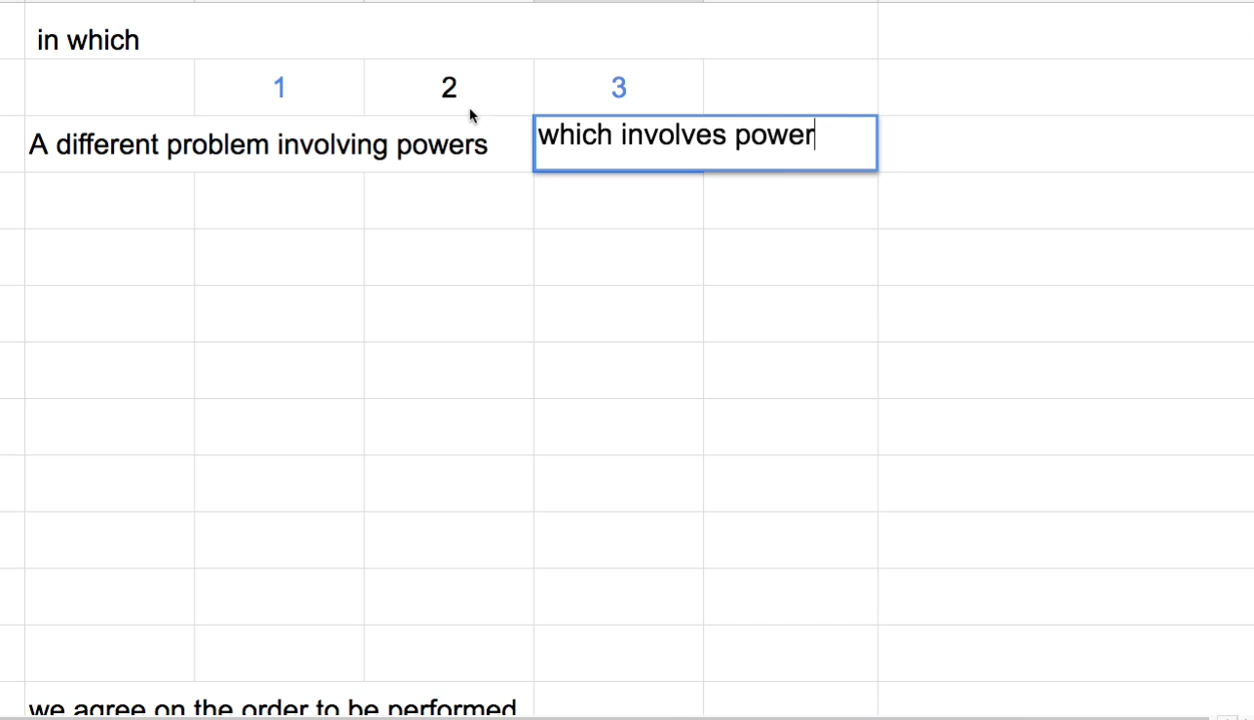 in which
1 2 3
A different problem involving powers which involves power
we agree on the order to be performed